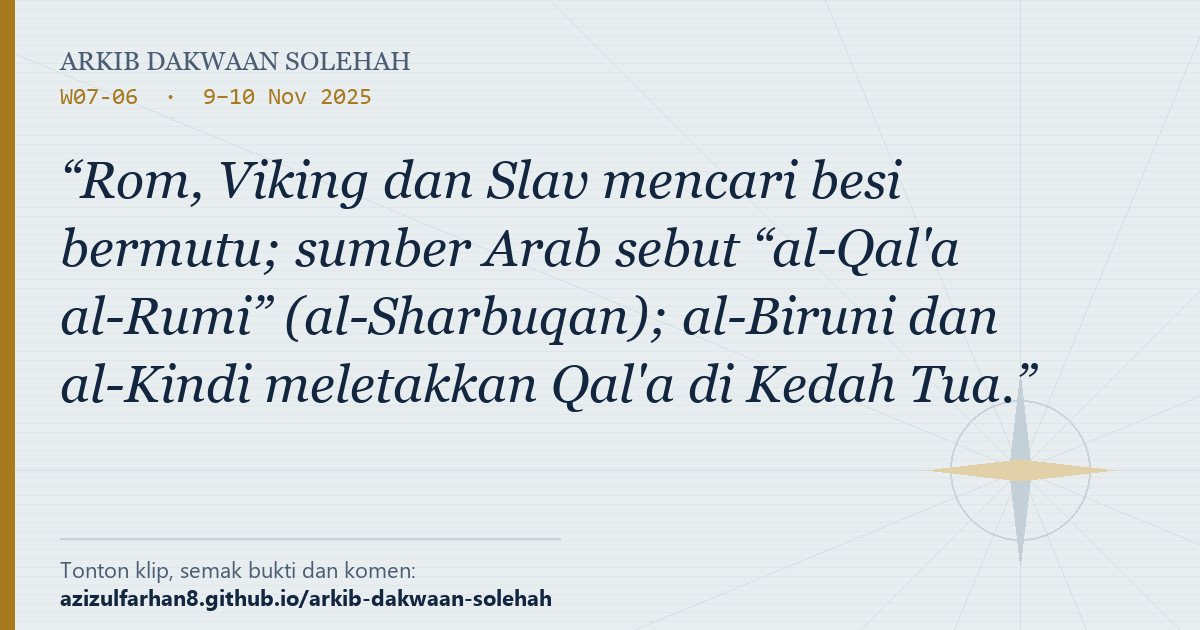 ARKIB DAKWAAN SOLEHAH
W07-06 · 9–10 Nov 2025
“Rom, Viking dan Slav mencari besi
bermutu; sumber Arab sebut “al-Qal'a
al-Rumi” (al-Sharbuqan); al-Biruni dan
al-Kindi meletakkan Qal'a di Kedah Tua.”
Tonton klip, semak bukti dan komen:
azizulfarhan8.github.io/arkib-dakwaan-solehah